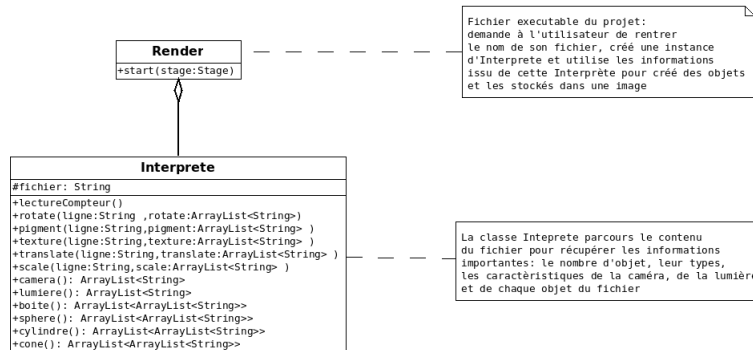 Render
+start(stage:Stage)
Fichier executable du projet:
demande à l'utilisateur de rentrer
le nom de son fichier, créé une instance
d'Interprete et utilise les informations
issu de cette Interprète pour créé des objets
et les stockés dans une image
Interprete
#fichier: String
+lectureCompteur()
+rotate(ligne:String ,rotate:ArrayList<String>)
+pigment(ligne:String,pigment:ArrayList<String> )
+texture(ligne:String,texture:ArrayList<String> )
+translate(ligne:String,translate:ArrayList<String> )
+scale(ligne:String,scale:ArrayList<String> )
+camera(): ArrayList<String>
+lumiere(): ArrayList<String>
+boite(): ArrayList<ArrayList<String>>
+sphere(): ArrayList<ArrayList<String>>
+cylindre(): ArrayList<ArrayList<String>>
+cone(): ArrayList<ArrayList<String>>
La classe Inteprete parcours le contenu
du fichier pour récupérer les informations
importantes: le nombre d'objet, leur types,
les caractèristiques de la caméra, de la lumière
et de chaque objet du fichier